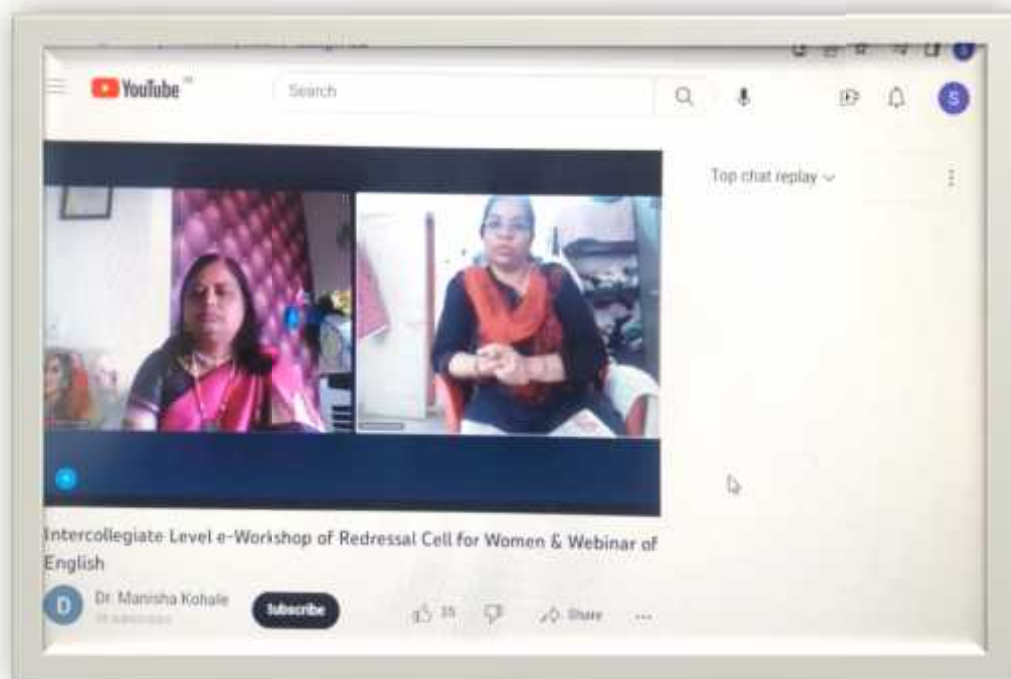 YouTube
Search
S
Top chat replay
Intercollegiate Level e-Workshop of Redressal Cell for Women & Webinar of
English
D
Dr. Manisha Kohale
Subscribe
35
Share